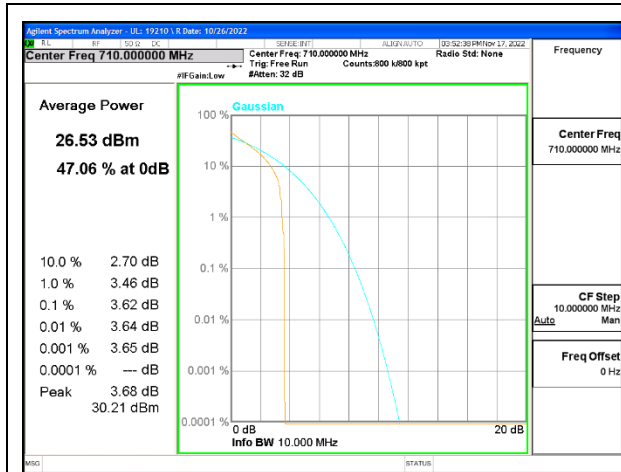 Agilent Spectrum Analyzer - UL: 19210 \ R Date: 10/26/2022
RL RF 50 Ω DC SENSE:INT ALIGN AUTO 03:52:38 PM Nov 17, 2022
Center Freq 710.000000 MHz
Center Freq: 710.000000 MHz
Radio Std: None
Trig: Free Run Counts:800 k/800 kpt
#IFGain:Low #Atten: 32 dB
Frequency
Average Power
26.53 dBm
47.06 % at 0dB
10.0 % 2.70 dB
1.0 % 3.46 dB
0.1 % 3.62 dB
0.01 % 3.64 dB
0.001 % 3.65 dB
0.0001 % --- dB
Peak 3.68 dB
30.21 dBm
Gaussian
100 %
10 %
1 %
0.1 %
0.01 %
0.001 %
0.0001 %
0 dB 20 dB
Info BW 10.000 MHz
Center Freq
710.000000 MHz
CF Step
10.000000 MHz
Auto Man
Freq Offset
0 Hz
MSG STATUS